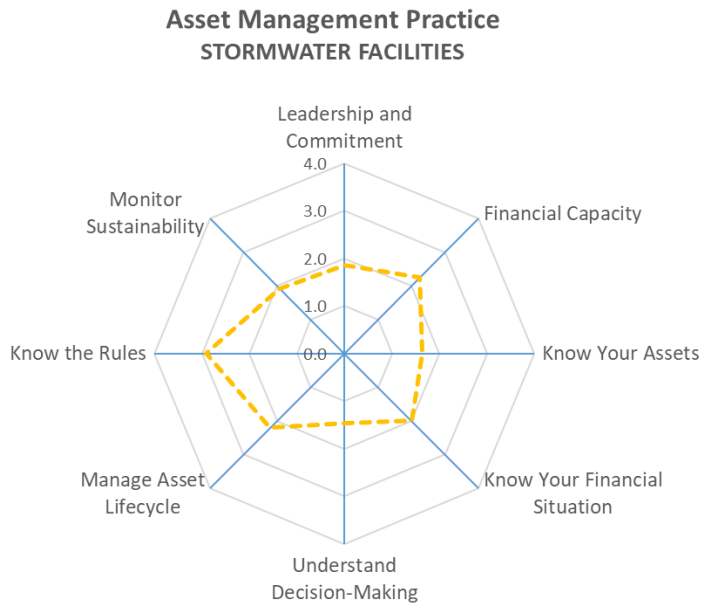 Asset Management Practice
STORMWATER FACILITIES
Leadership and
Commitment
4.0
3.0
2.0
1.0
0.0
Financial Capacity
Know Your Assets
Know Your Financial
Situation
Understand
Decision-Making
Manage Asset
Lifecycle
Know the Rules
Monitor
Sustainability